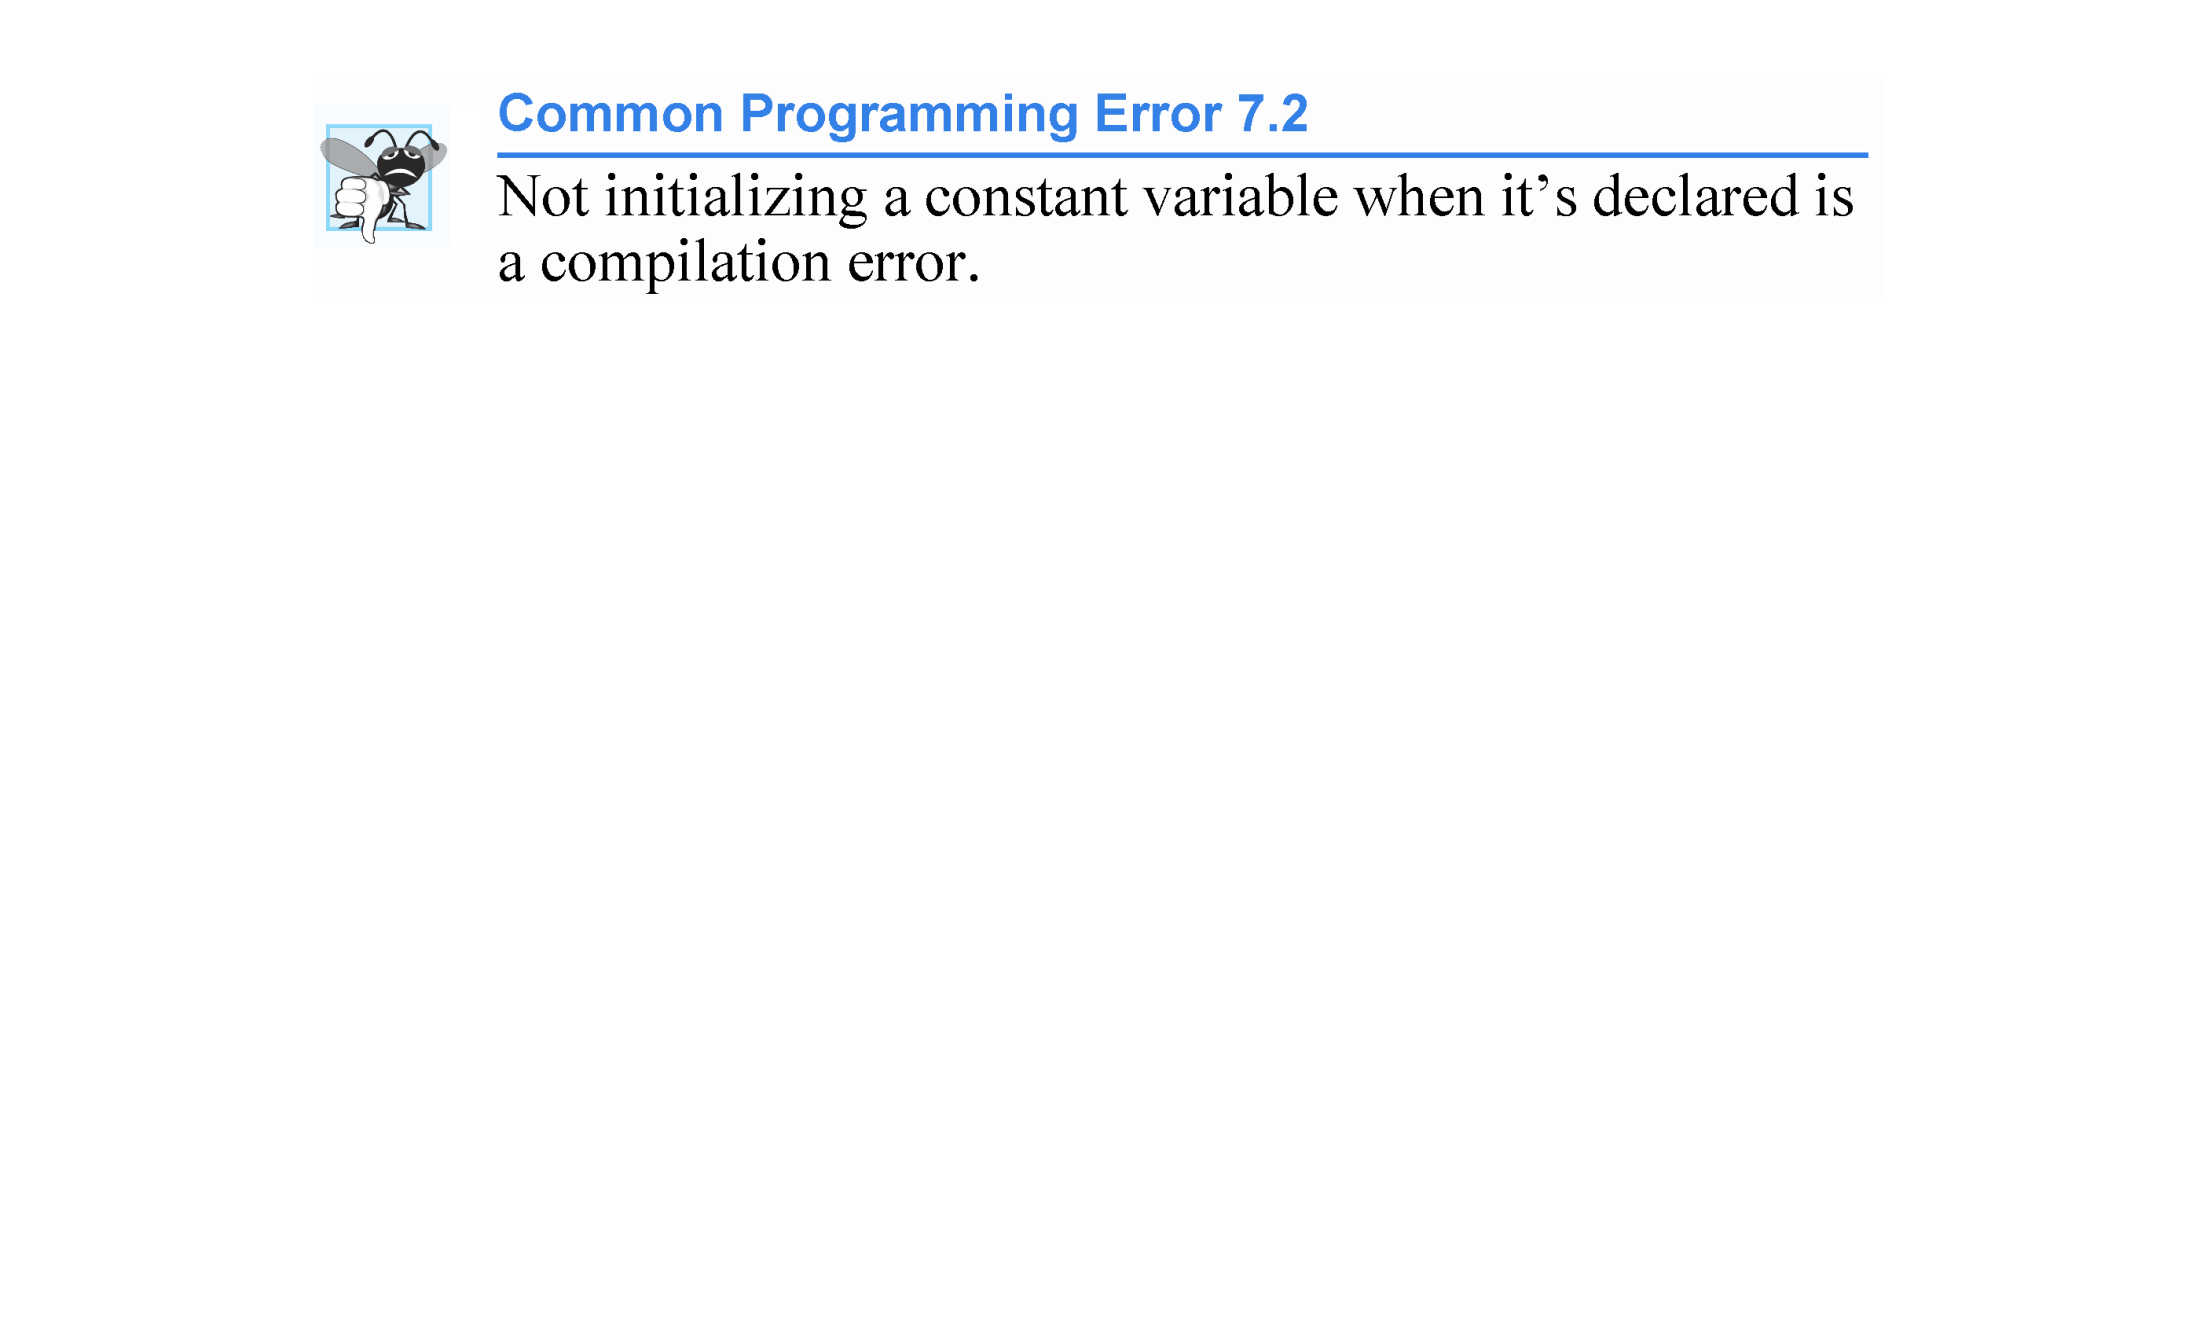 Common Programming Error 7.2
Not initializing a constant variable when it’s declared is
a compilation error.